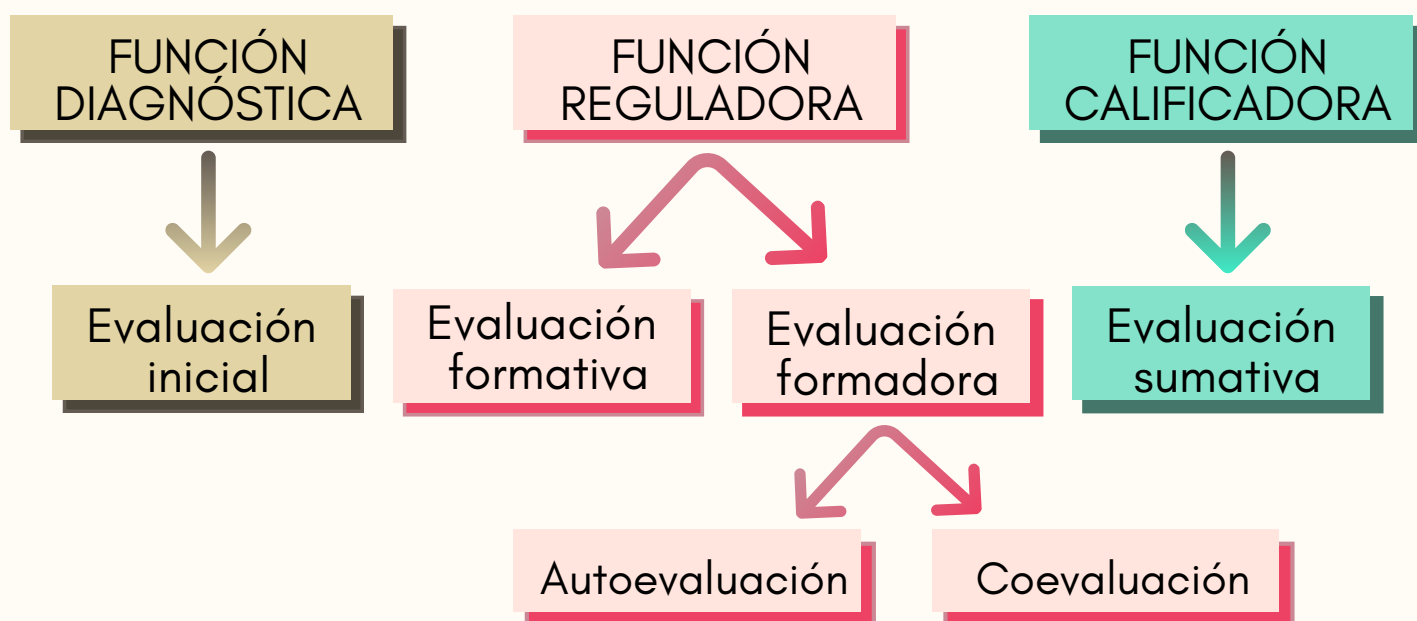 FUNCIÓN
DIAGNÓSTICA
FUNCIÓN
REGULADORA
FUNCIÓN
CALIFICADORA
Evaluación
inicial
Evaluación
formativa
Evaluación
formadora
Evaluación
sumativa
Autoevaluación
Coevaluación